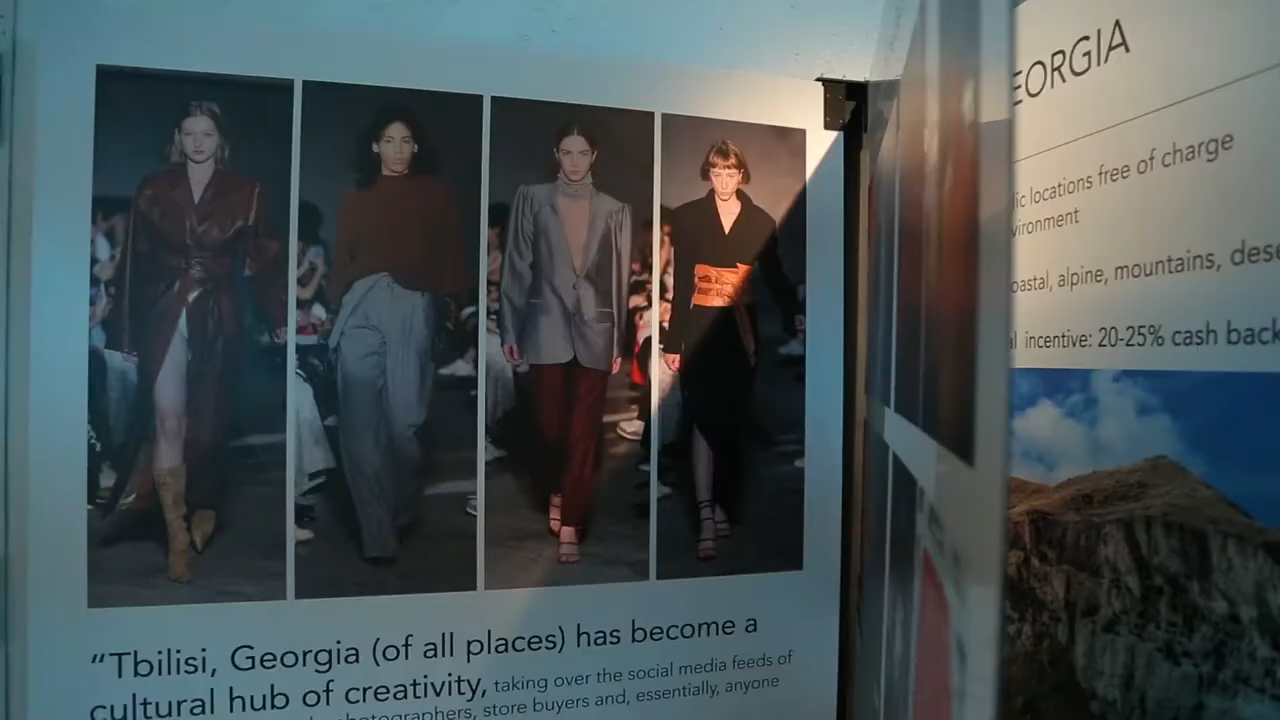 “Tbilisi, Georgia (of all places) has become a
cultural hub of creativity, taking over the social media feeds of
photographers, store buyers and, essentially, anyone
EORGIA
lic locations free of charge
vironment
oastal, alpine, mountains, dese
al incentive: 20-25% cash back